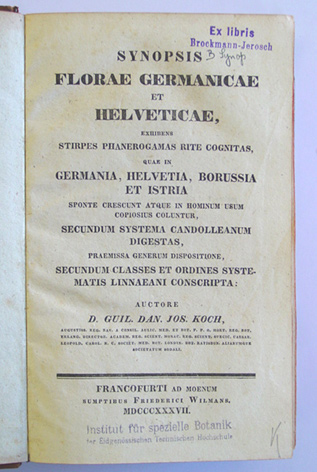 Ex libris
Brockmann-Jerosch
B Synop
SYNOPSIS
FLORAE GERMANICAE
ET
HELVETICAE,
EXHIBENS
STIRPES PHANEROGAMAS RITE COGNITAS,
QUAE IN
GERMANIA, HELVETIA, BORUSSIA
ET ISTRIA
SPONTE CRESCUNT ATQUE IN HOMINUM USUM
COPIOSIUS COLUNTUR,
SECUNDUM SYSTEMA CANDOLLEANUM
DIGESTAS,
PRAEMISSA GENERUM DISPOSITIONE,
SECUNDUM CLASSES ET ORDINES SYSTE-
MATIS LINNAEANI CONSCRIPTA:
AUCTORE
D. GUIL. DAN. JOS. KOCH,
SOCIETATUM SODALI.
FRANCOFURTI AD MOENUM
SUMPTIBUS FRIDERICI WILMANS.
MDCCCXXXVII.
Institut für spezielle Botanik
der Eidgenössischen Technischen Hochschule
K